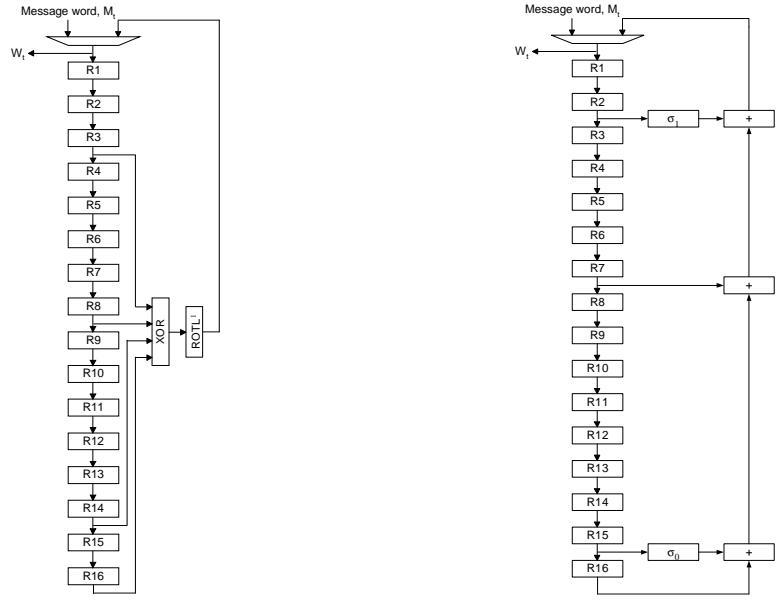 Message word, Mt
Wt
R1
R2
R3
R4
R5
R6
R7
R8
R9
R10
R11
R12
R13
R14
R15
R16
XOR
ROTL¹
Message word, Mt
Wt
R1
R2
σ1
+
R3
R4
R5
R6
R7
+
R8
R9
R10
R11
R12
R13
R14
R15
σ0
+
R16